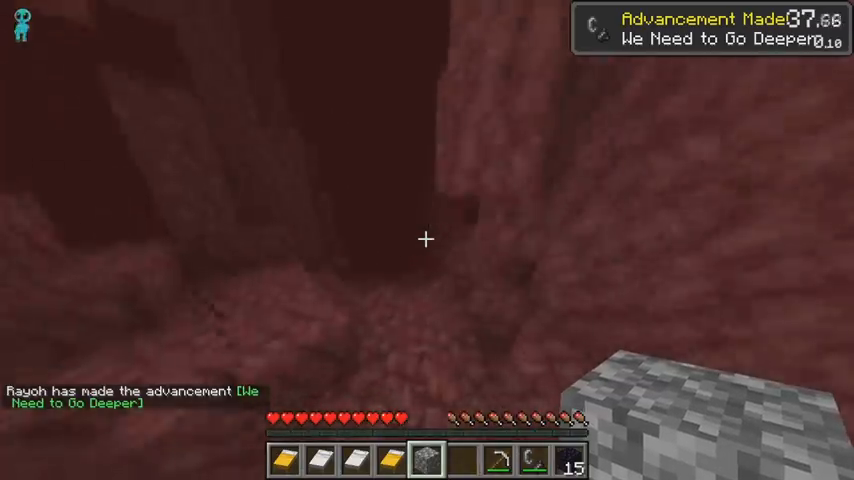 Advancement Made!
37.66
We Need to Go Deeper
0.10
Rayoh has made the advancement [We
Need to Go Deeper]
15